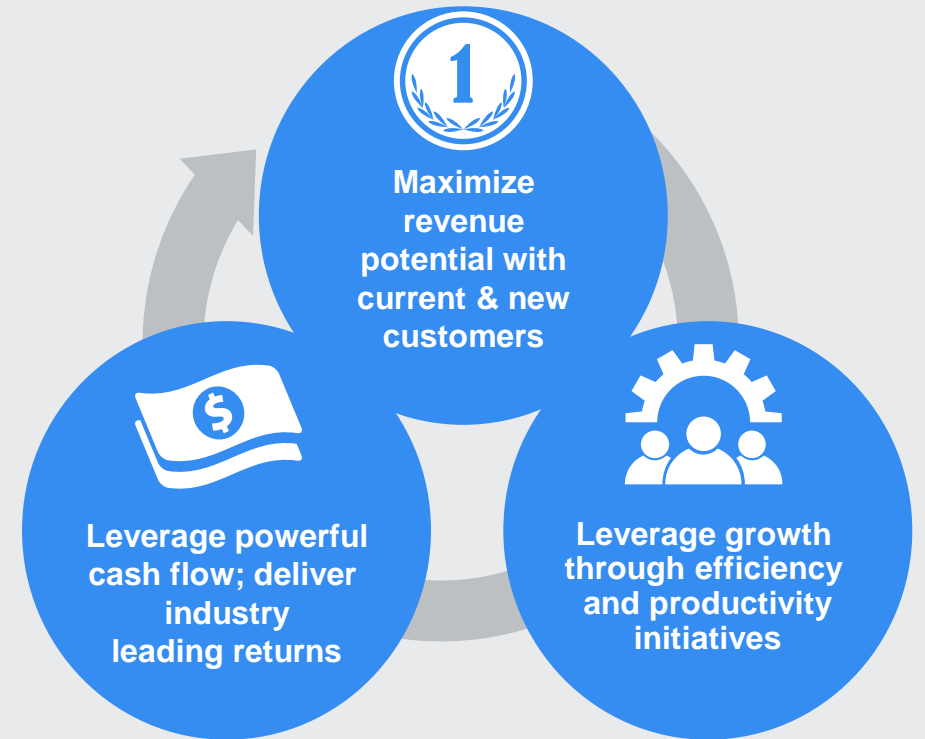 1
Maximize
revenue
potential with
current & new
customers
$
Leverage powerful
cash flow; deliver
industry
leading returns
Leverage growth
through efficiency
and productivity
initiatives